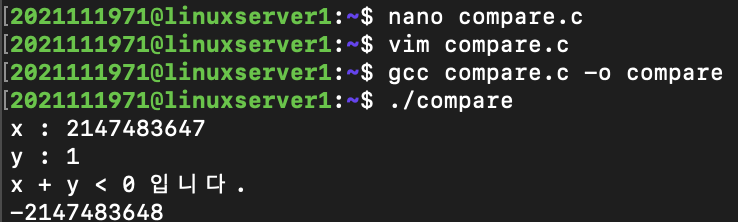 [2021111971@linuxserver1:~$ nano compare.c
[2021111971@linuxserver1:~$ vim compare.c
[2021111971@linuxserver1:~$ gcc compare.c -o compare
[2021111971@linuxserver1:~$ ./compare
x : 2147483647
y : 1
x + y < 0 입니다.
-2147483648